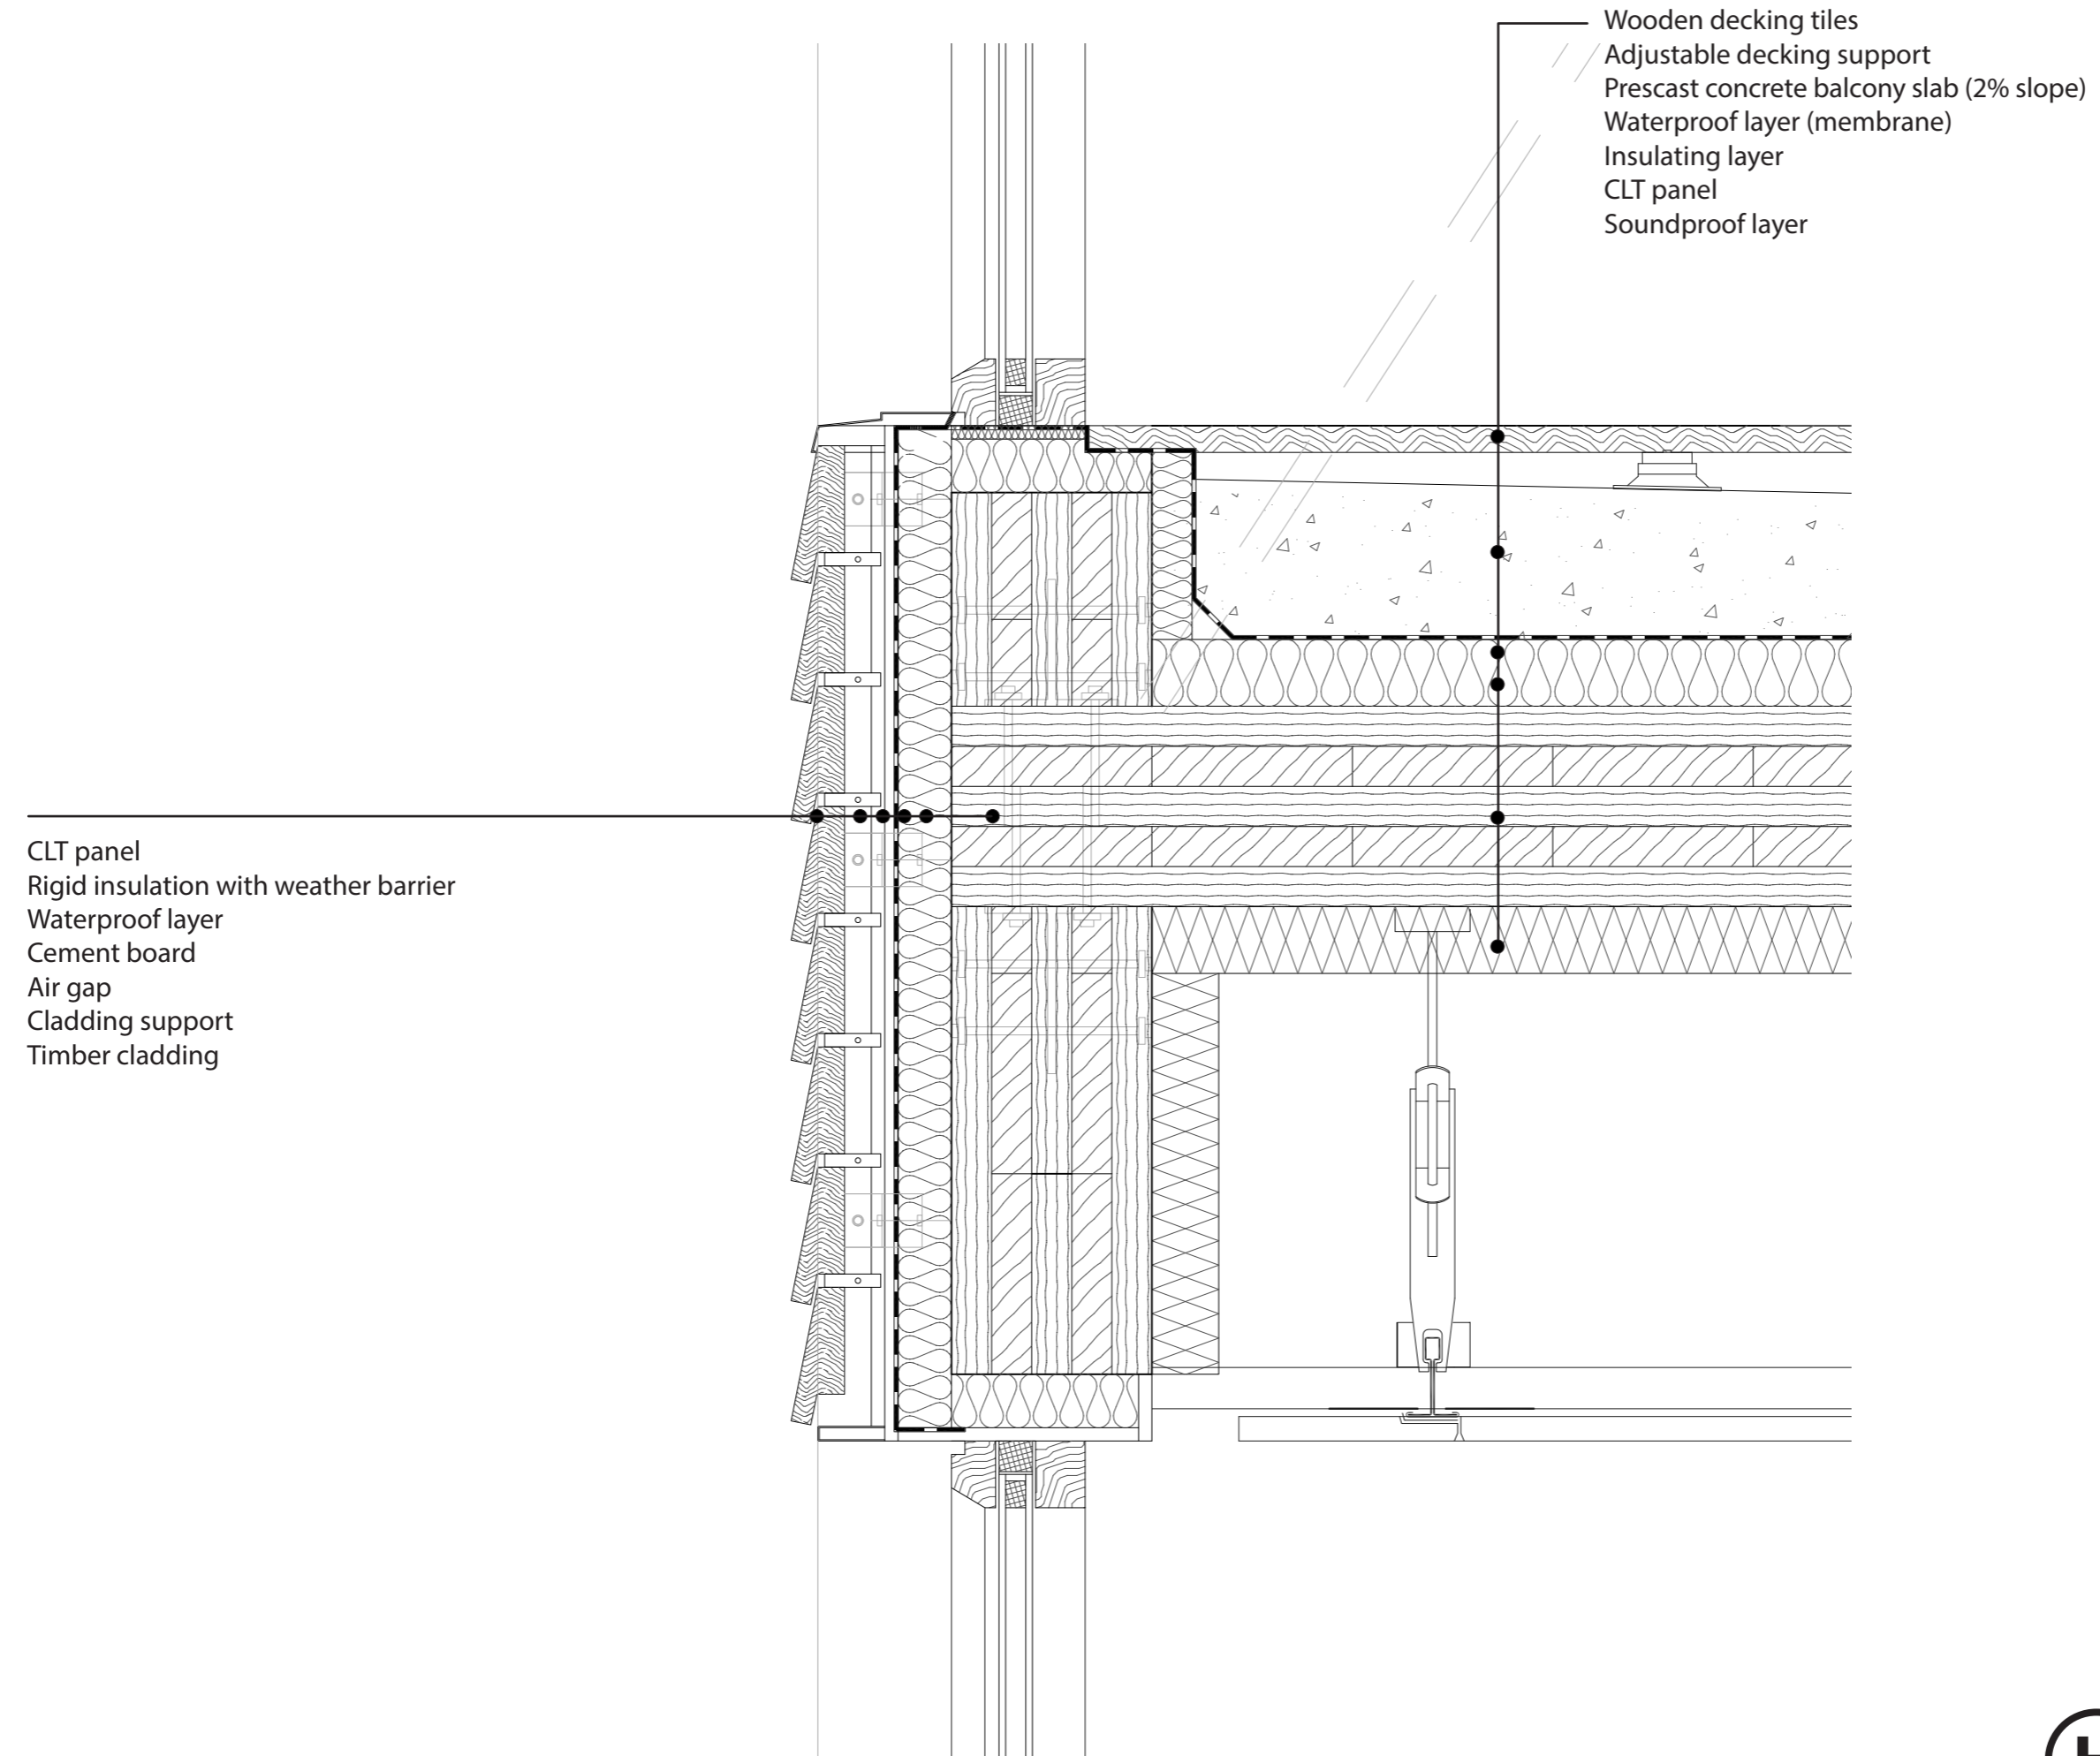 Wooden decking tiles
Adjustable decking support
Prescast concrete balcony slab (2% slope)
Waterproof layer (membrane)
Insulating layer
CLT panel
Soundproof layer
CLT panel
Rigid insulation with weather barrier
Waterproof layer
Cement board
Air gap
Cladding support
Timber cladding